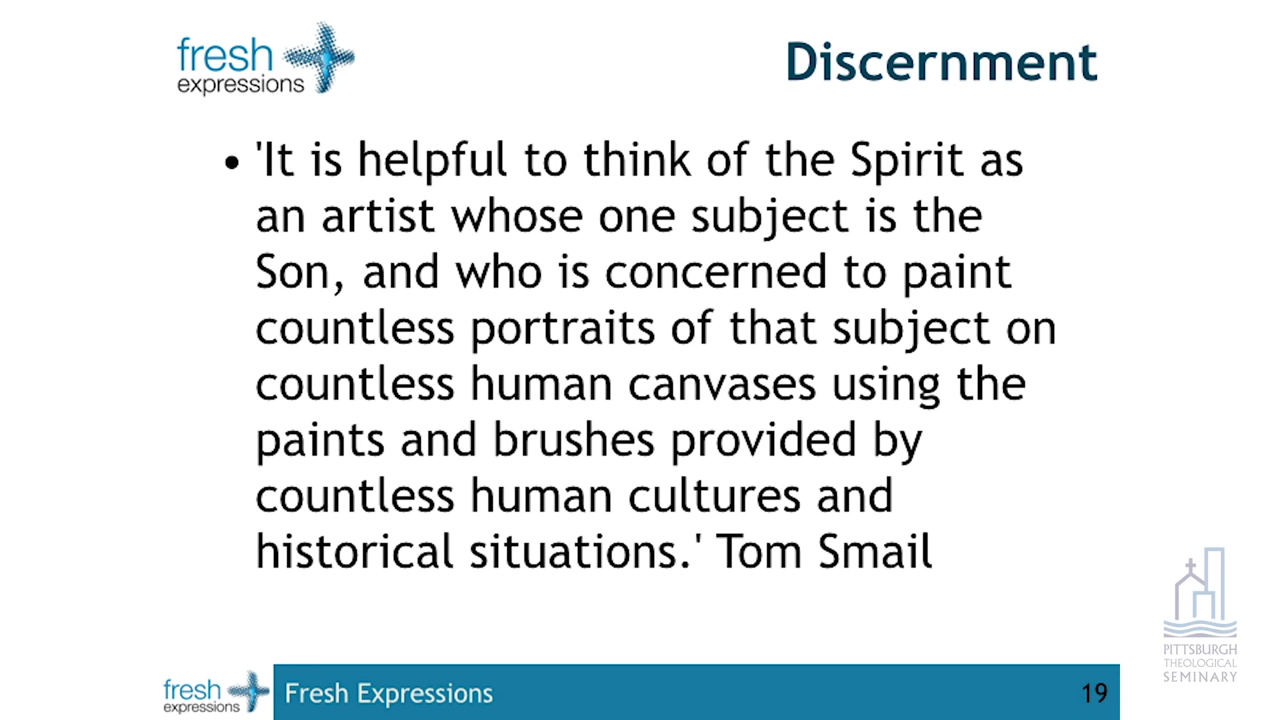 fresh
expressions
Discernment
• 'It is helpful to think of the Spirit as
an artist whose one subject is the
Son, and who is concerned to paint
countless portraits of that subject on
countless human canvases using the
paints and brushes provided by
countless human cultures and
historical situations.' Tom Smail
PITTSBURGH
THEOLOGICAL
SEMINARY
fresh
expressions
Fresh Expressions
19